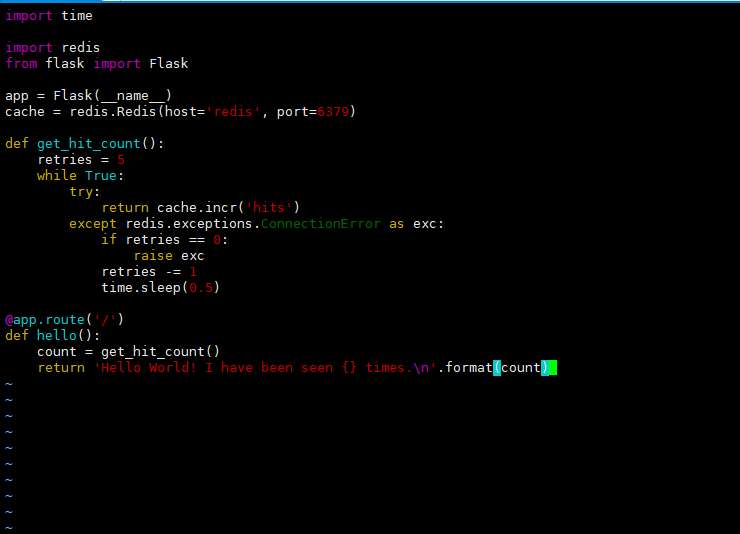 import time

import redis
from flask import Flask

app = Flask(__name__)
cache = redis.Redis(host='redis', port=6379)

def get_hit_count():
    retries = 5
    while True:
        try:
            return cache.incr('hits')
        except redis.exceptions.ConnectionError as exc:
            if retries == 0:
                raise exc
            retries -= 1
            time.sleep(0.5)

@app.route('/')
def hello():
    count = get_hit_count()
    return 'Hello World! I have been seen {} times.\n'.format(count)
~
~
~
~
~
~
~
~
~
~